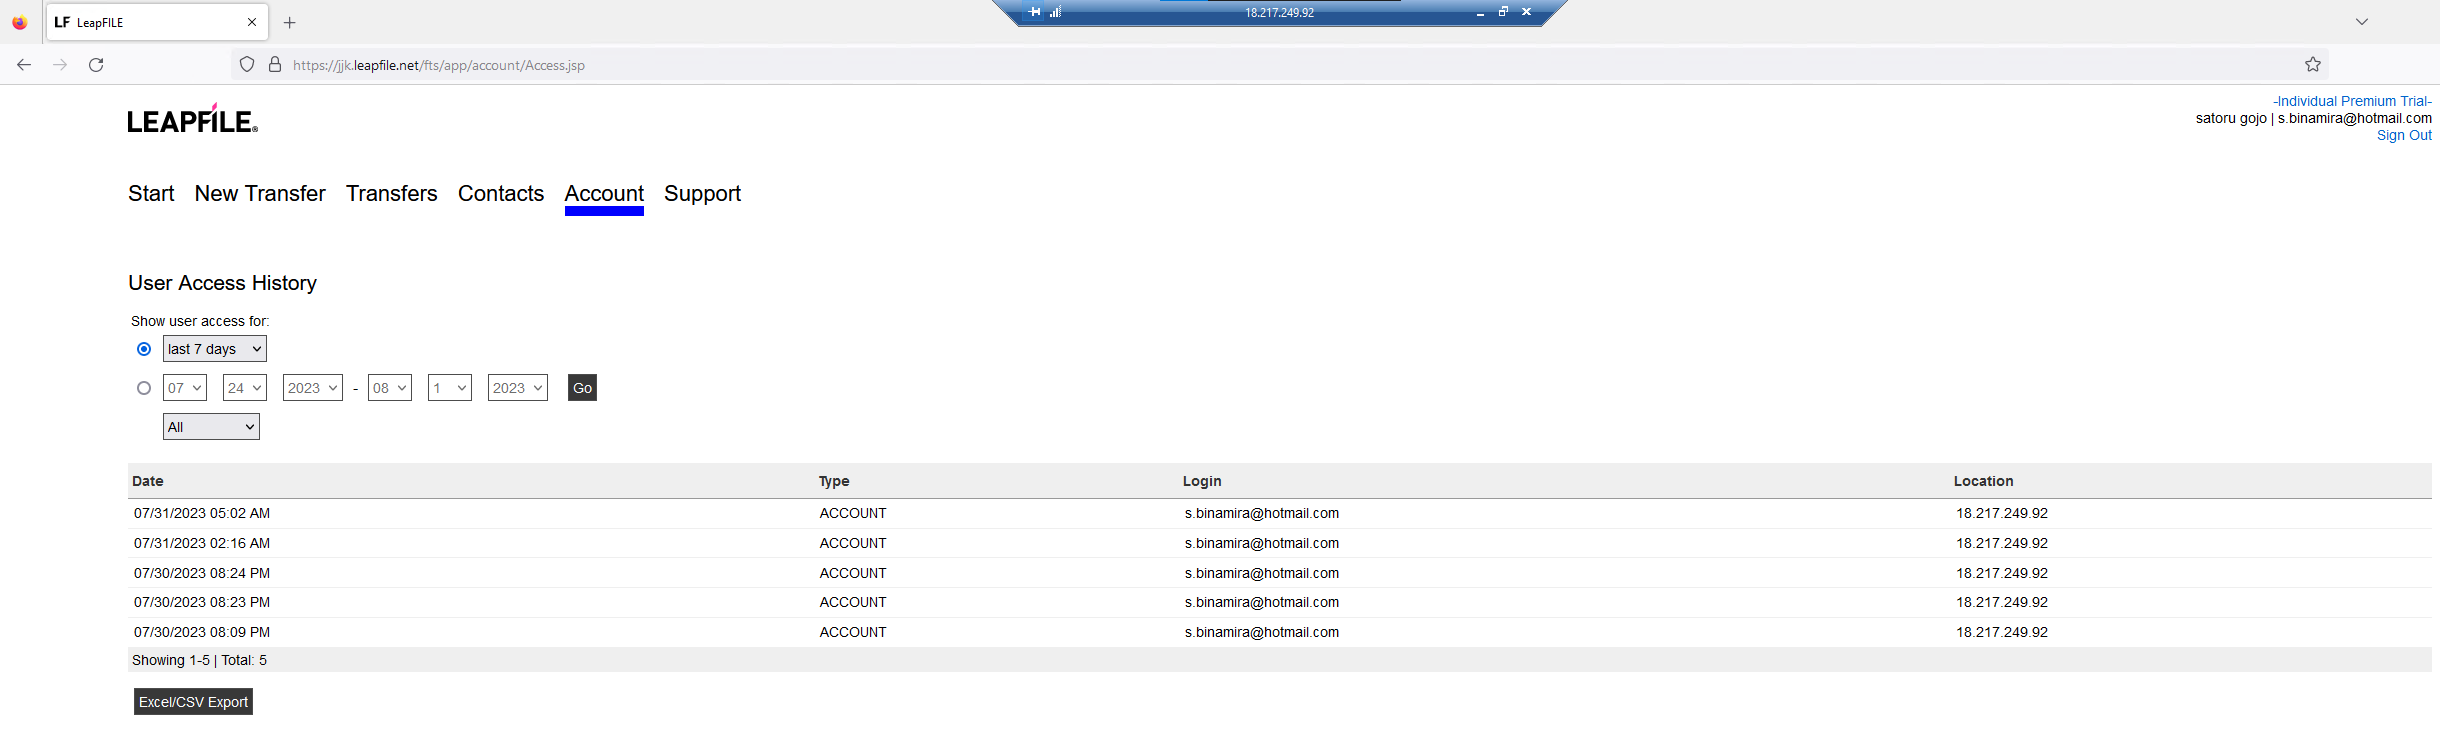 LF LeapFILE
18.217.249.92
https://jjk.leapfile.net/fts/app/account/Access.jsp
LEAPFILE®
-Individual Premium Trial-
satoru gojo | s.binamira@hotmail.com
Sign Out
Start New Transfer Transfers Contacts Account Support
User Access History
Show user access for:
last 7 days
07 24 2023 - 08 1 2023 Go
All
Date Type Login Location
07/31/2023 05:02 AM ACCOUNT s.binamira@hotmail.com 18.217.249.92
07/31/2023 02:16 AM ACCOUNT s.binamira@hotmail.com 18.217.249.92
07/30/2023 08:24 PM ACCOUNT s.binamira@hotmail.com 18.217.249.92
07/30/2023 08:23 PM ACCOUNT s.binamira@hotmail.com 18.217.249.92
07/30/2023 08:09 PM ACCOUNT s.binamira@hotmail.com 18.217.249.92
Showing 1-5 | Total: 5
Excel/CSV Export